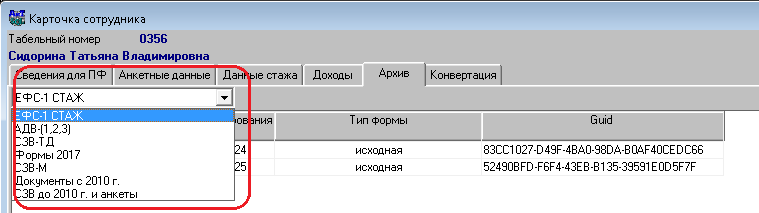 Карточка сотрудника
Табельный номер 0356
Сидорина Татьяна Владимировна
Сведения для ПФ Анкетные данные Данные стажа Доходы Архив Конвертация
ЕФС-1 СТАЖ
ЕФС-1 СТАЖ
АДВ-(1,2,3)
СЗВ-ТД
Формы 2017
СЗВ-М
Документы с 2010 г.
СЗВ до 2010 г. и анкеты
рования Тип формы Guid
24 исходная 83CC1027-D49F-4BA0-98DA-B0AF40CEDC66
25 исходная 52490BFD-F6F4-43EB-B135-39591E0D5F7F